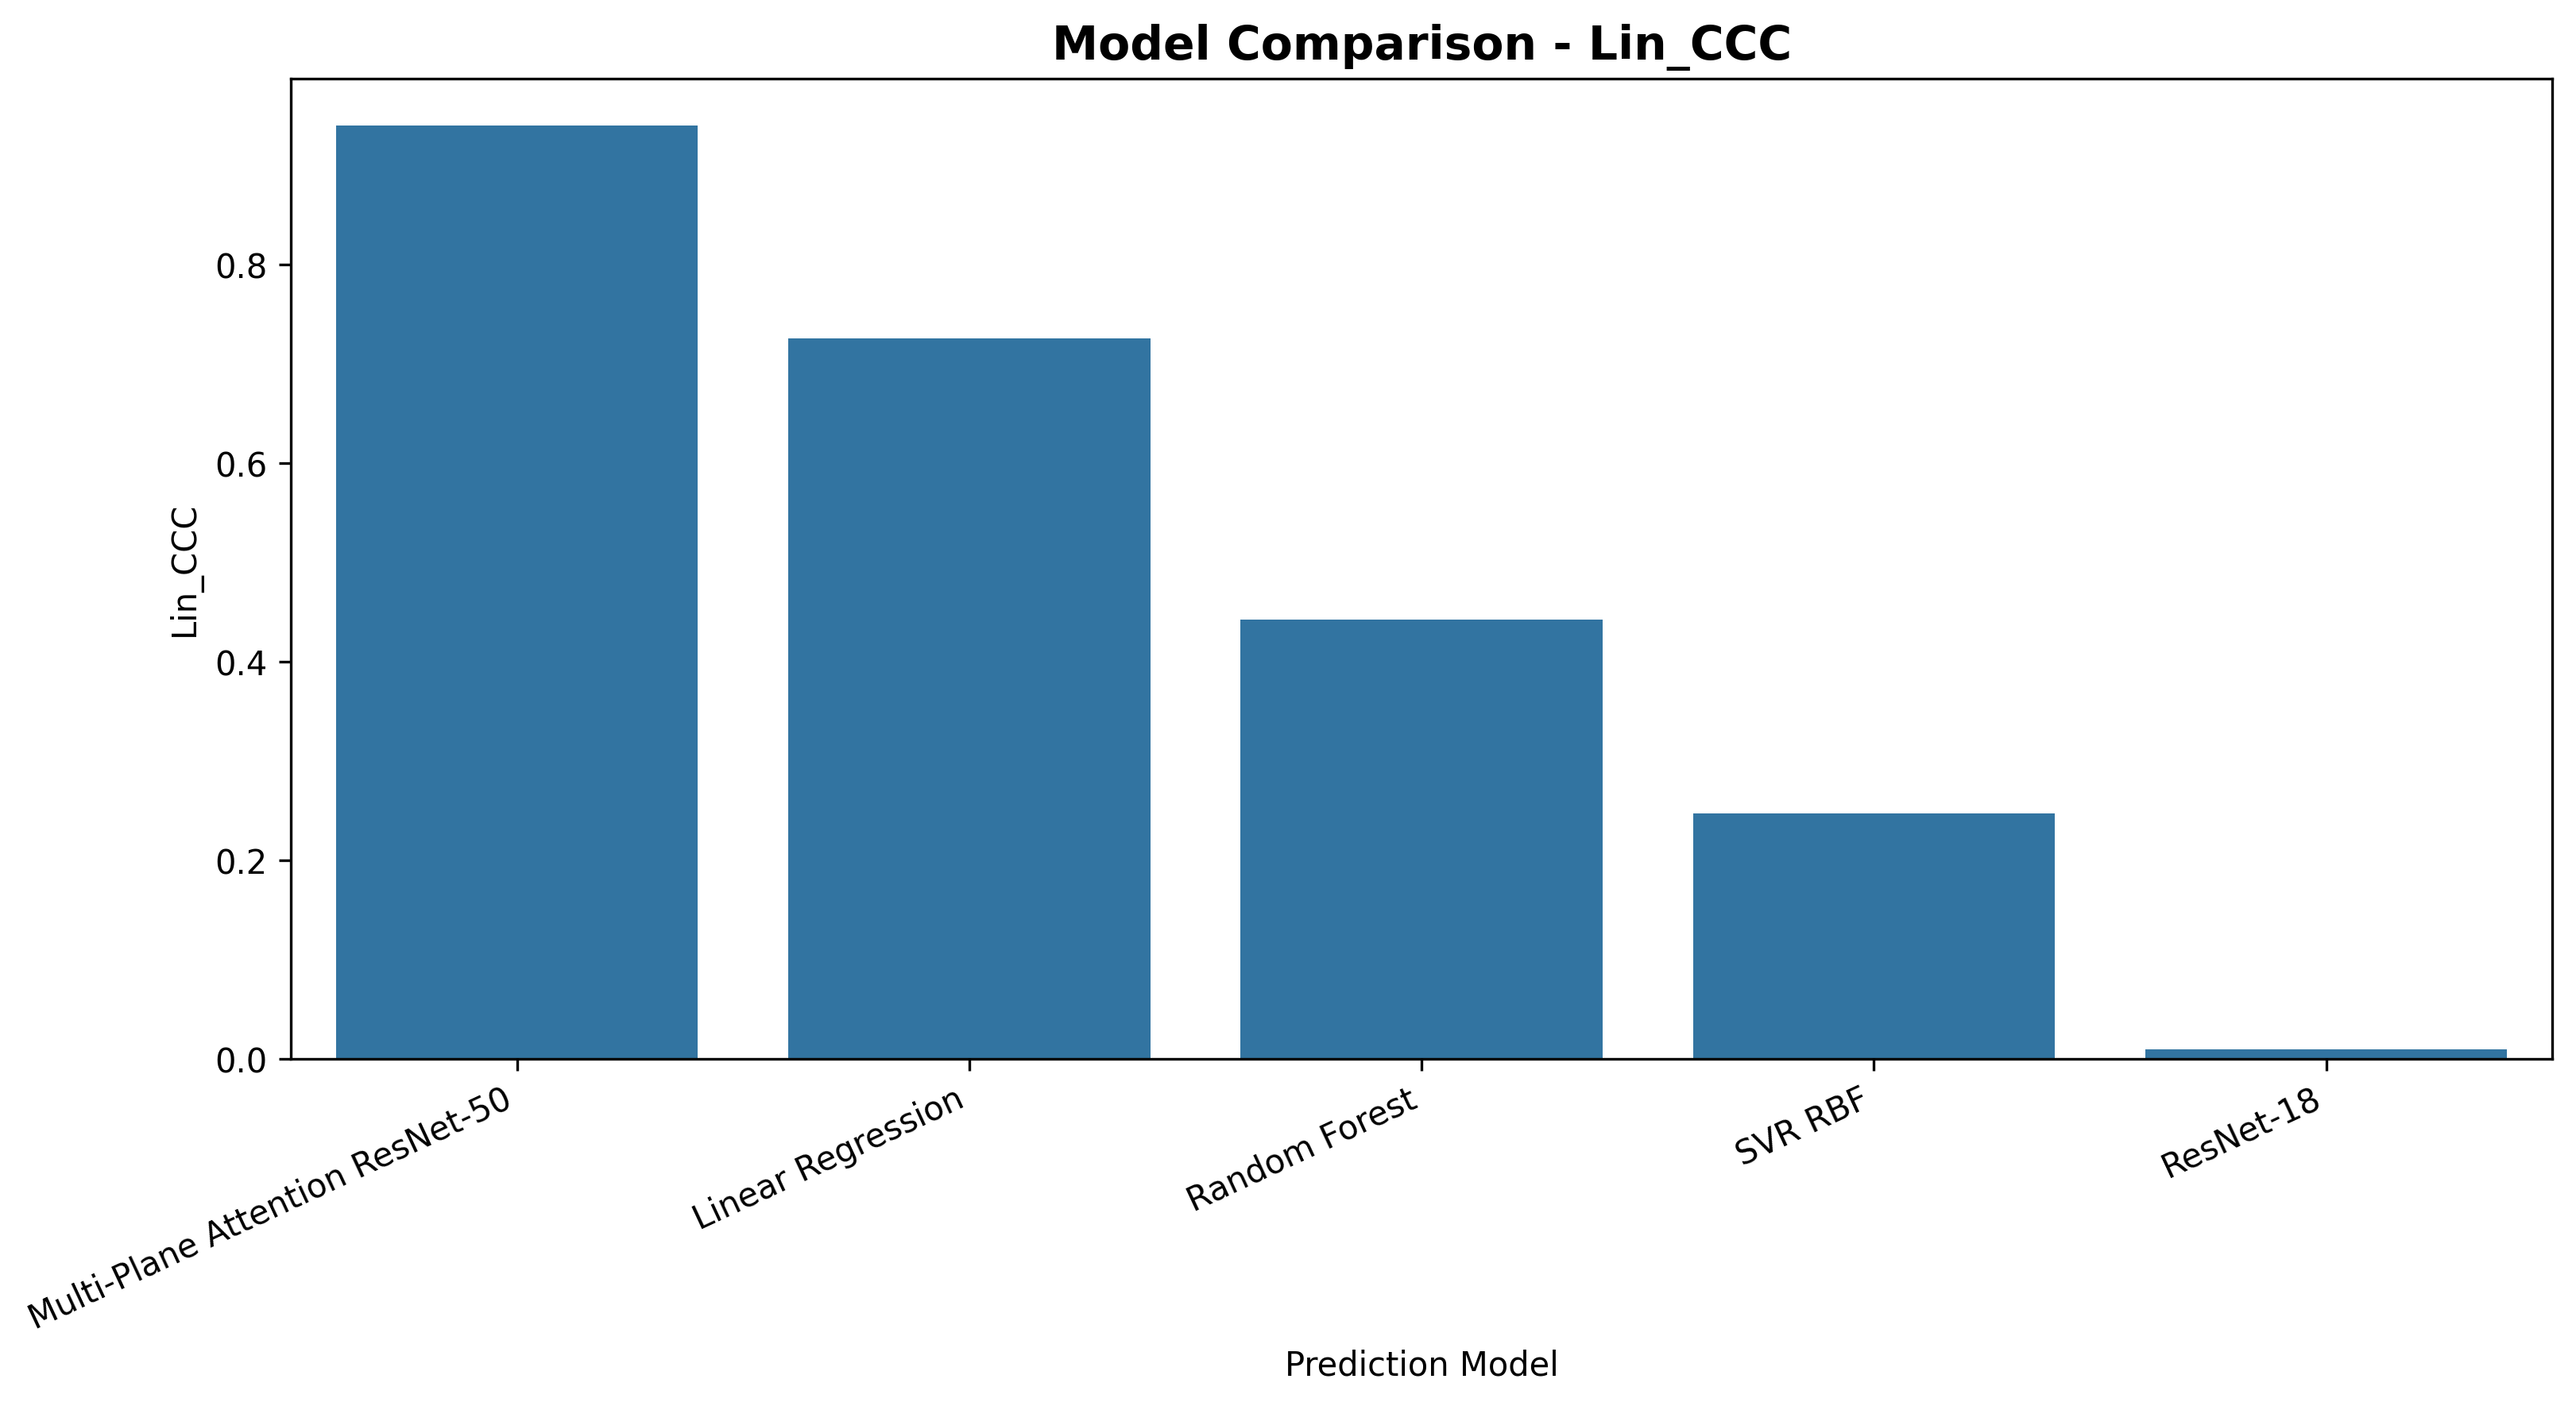 Model Comparison - Lin_CCC
Lin_CCC
0.8
0.6
0.4
0.2
0.0
Multi-Plane Attention ResNet-50
Linear Regression
Random Forest
SVR RBF
ResNet-18
Prediction Model